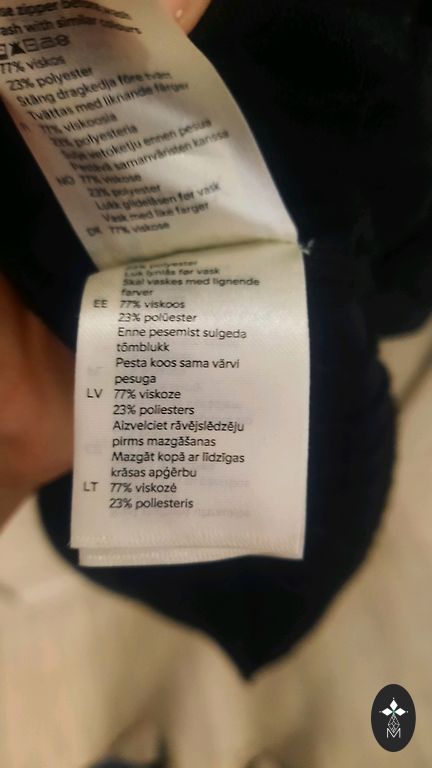 se zipper before wash
ash with similar colours
77% viskos
23% polyester
Stäng dragkedja före tvätt
Tvättas med liknande färger
77% viskoosia
23% polyesteria
vetoketju ennen pesua
Pestävä samanväristen kanssa
NO 77% viskose
23% polyester
Lukk glidelåsen før vask
Vask med like farger
DK 77% viskose
23% polyester
Luk lynlås før vask
Skal vaskes med lignende
farver
EE 77% viskoos
23% polüester
Enne pesemist sulgeda
tõmblukk
Pesta koos sama värvi
pesuga
LV 77% viskoze
23% poliesters
Aizvelciet rāvējslēdzēju
pirms mazgāšanas
Mazgāt kopā ar līdzīgas
krāsas apģērbu
LT 77% viskozė
23% poliesteris
M